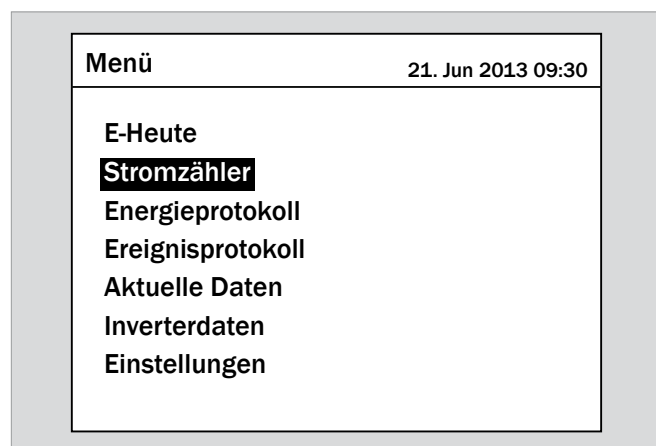 Menü
21. Jun 2013 09:30
E-Heute
Stromzähler
Energieprotokoll
Ereignisprotokoll
Aktuelle Daten
Inverterdaten
Einstellungen